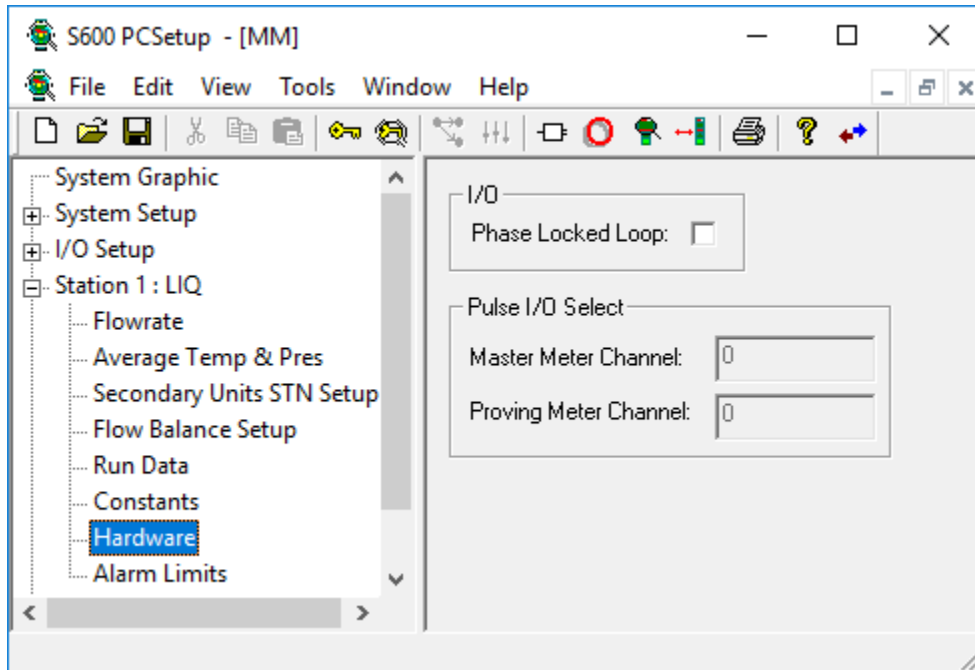 S600 PCSetup - [MM]
File Edit View Tools Window Help
System Graphic
System Setup
I/O Setup
Station 1 : LIQ
Flowrate
Average Temp & Pres
Secondary Units STN Setup
Flow Balance Setup
Run Data
Constants
Hardware
Alarm Limits
I/O
Phase Locked Loop:
Pulse I/O Select
Master Meter Channel: 0
Proving Meter Channel: 0